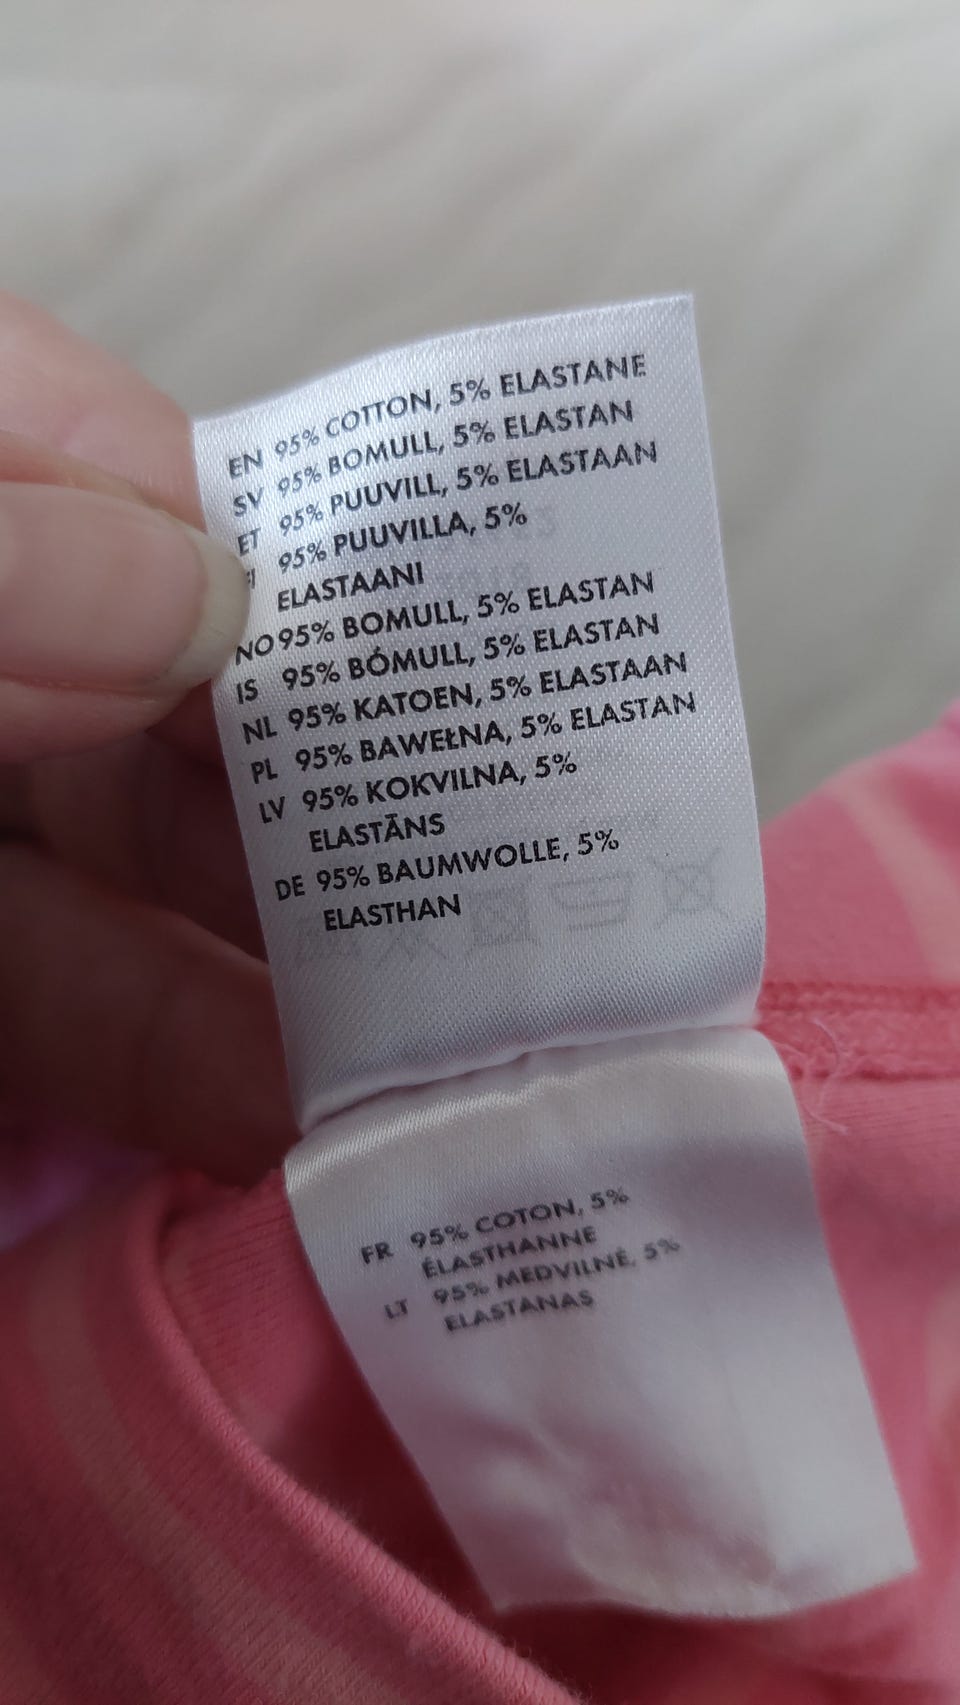 EN 95% COTTON, 5% ELASTANE
SV 95% BOMULL, 5% ELASTAN
ET 95% PUUVILL, 5% ELASTAAN
FI 95% PUUVILLA, 5%
ELASTAANI
NO 95% BOMULL, 5% ELASTAN
IS 95% BÓMULL, 5% ELASTAN
NL 95% KATOEN, 5% ELASTAAN
PL 95% BAWEŁNA, 5% ELASTAN
LV 95% KOKVILNA, 5%
ELASTĀNS
DE 95% BAUMWOLLE, 5%
ELASTHAN
FR 95% COTON, 5%
ÉLASTHANNE
LT 95% MEDVILNĖ, 5%
ELASTANAS